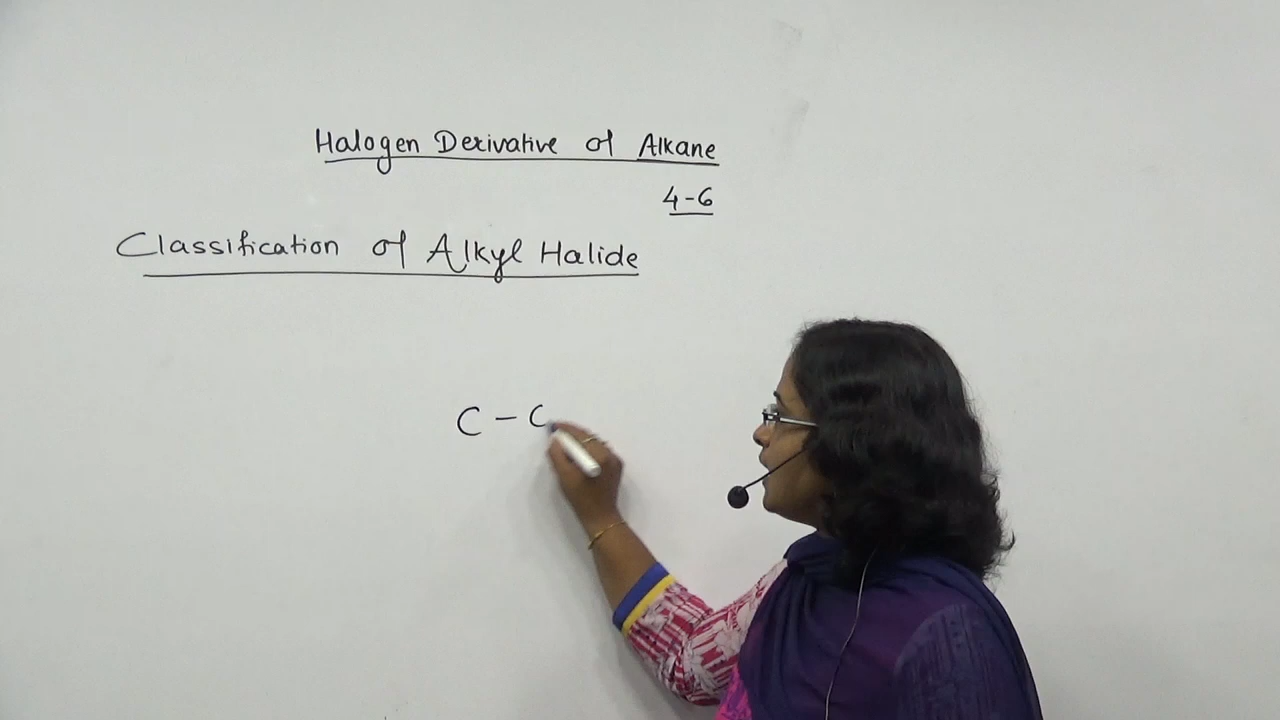 Halogen Derivative of Alkane
4-6
Classification of Alkyl Halide
C - C